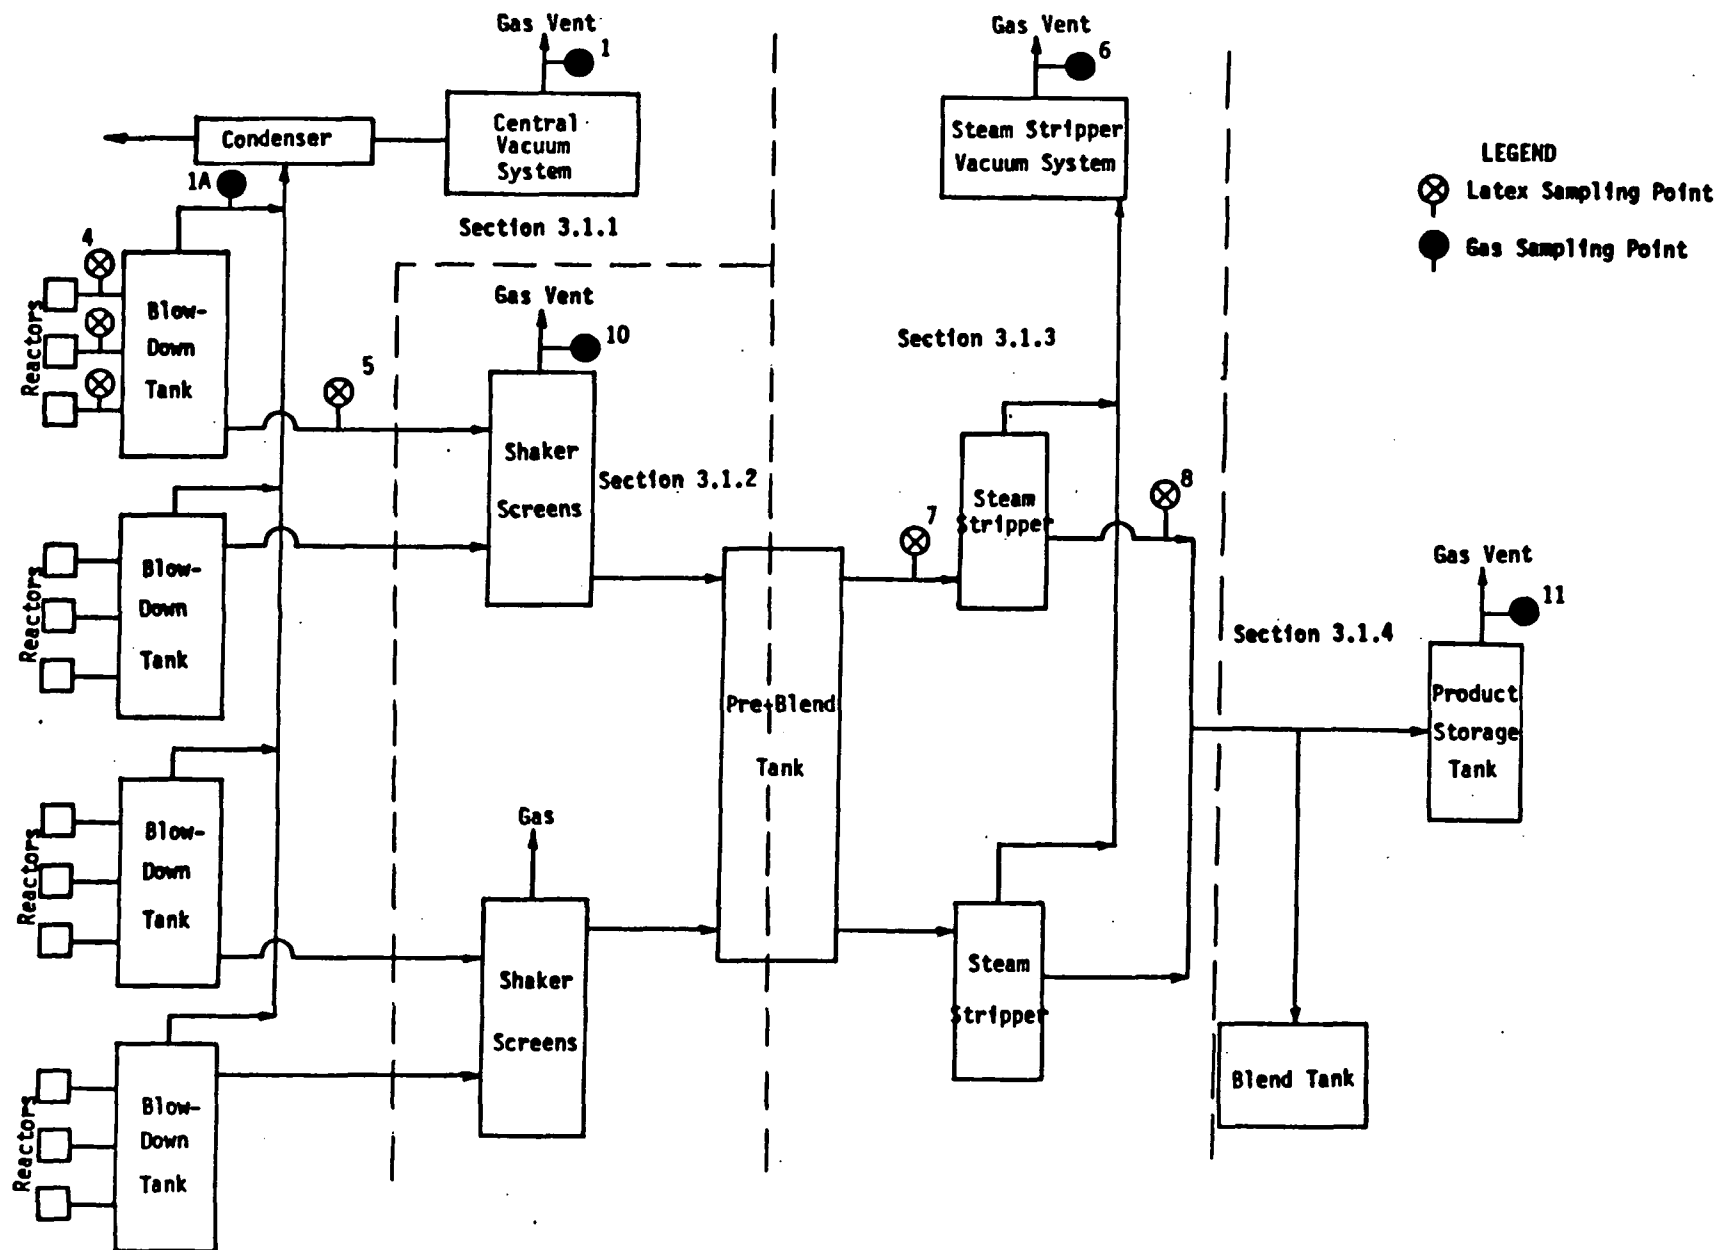 Gas Vent
1
Gas Vent
6
Central
Vacuum
System
Condenser
Steam Stripper
Vacuum System
LEGEND
Latex Sampling Point
Gas Sampling Point
1A
Section 3.1.1
4
Reactors
Blow-
Down
Tank
5
Gas Vent
10
Shaker
Screens
Section 3.1.2
Section 3.1.3
Steam
Stripper
7
8
Reactors
Blow-
Down
Tank
Pre-Blend
Tank
Section 3.1.4
Gas Vent
11
Product
Storage
Tank
Reactors
Blow-
Down
Tank
Gas
Shaker
Screens
Steam
Stripper
Blend Tank
Reactors
Blow-
Down
Tank